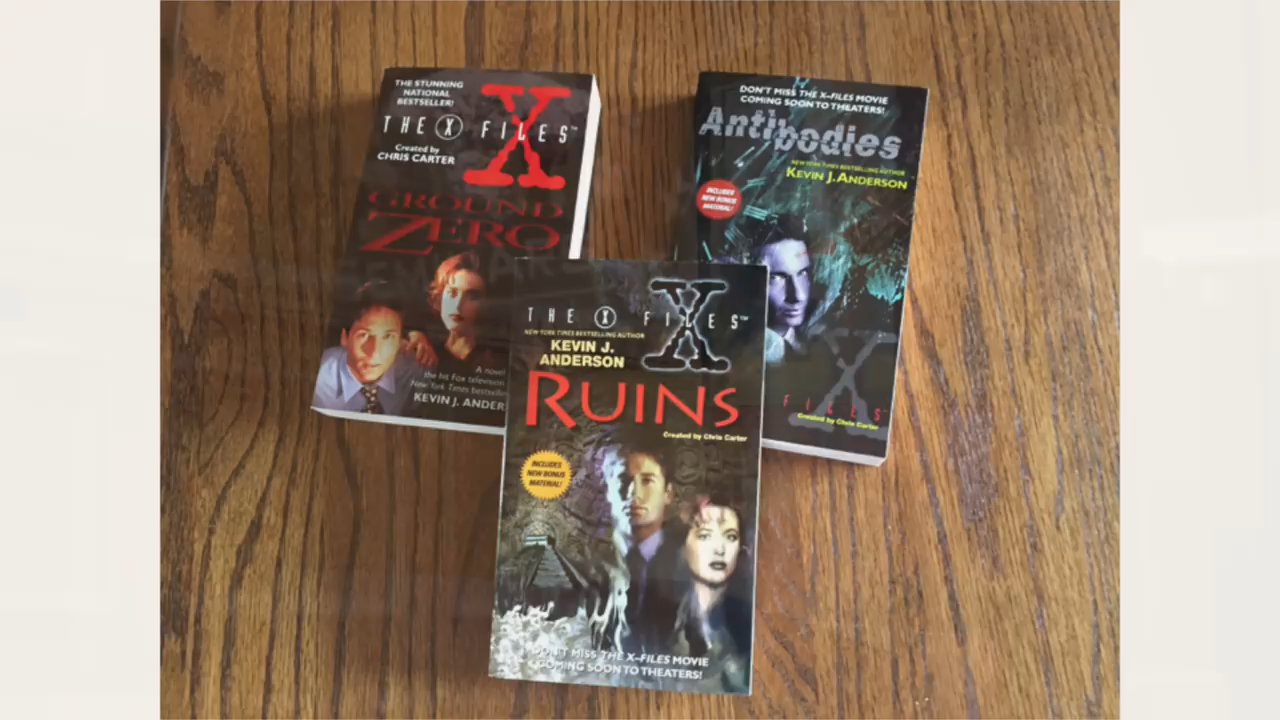 THE STUNNING
NATIONAL
BESTSELLER!
THE X FILES™
X
Created by
CHRIS CARTER
GROUND
ZERO
A novel
the hit Fox television
New York Times
KEVIN J. ANDER
DON'T MISS THE X-FILES MOVIE
COMING SOON TO THEATERS!
Antibodies
NEW YORK TIMES BESTSELLING AUTHOR
KEVIN J. ANDERSON
INCLUDES
NEW BONUS
MATERIAL!
X
FILES™
Created by Chris Carter
THE X FILES™
X
NEW YORK TIMES BESTSELLING AUTHOR
KEVIN J.
ANDERSON
RUINS
Created by Chris Carter
INCLUDES
NEW BONUS
MATERIAL!
DON'T MISS THE X-FILES MOVIE
COMING SOON TO THEATERS!